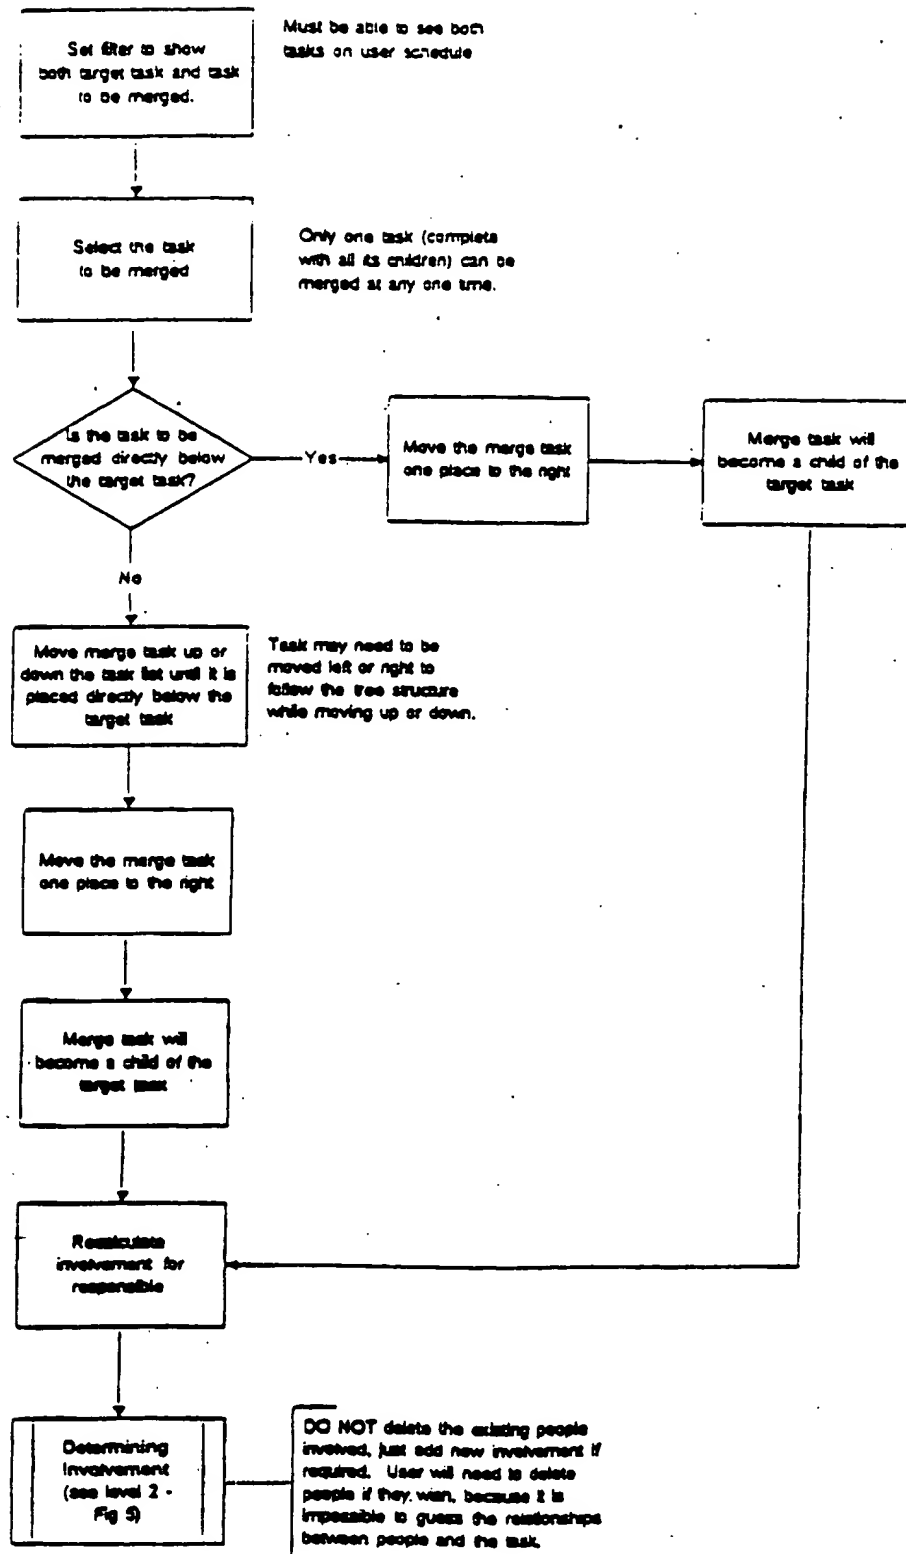 Set filter to show
both target task and task
to be merged.
Must be able to see both
tasks on user schedule
Select the task
to be merged
Only one task (complete
with all its children) can be
merged at any one time.
Is the task to be
merged directly below
the target task?
Yes
Move the merge task
one place to the right
Merge task will
become a child of the
target task
No
Move merge task up or
down the task list until it is
placed directly below the
target task
Task may need to be
moved left or right to
follow the tree structure
while moving up or down.
Move the merge task
one place to the right
Merge task will
become a child of the
target task
Recalculate
involvement for
responsible
Determining
Involvement
(see level 2 -
Fig 5)
DO NOT delete the existing people
involved, just add new involvement if
required. User will need to delete
people if they wish, because it is
impossible to guess the relationships
between people and the task.